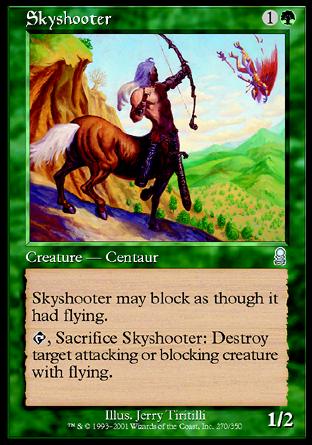 Skyshooter 1
Creature — Centaur
Skyshooter may block as though it
had flying.
, Sacrifice Skyshooter: Destroy
target attacking or blocking creature
with flying.
Illus. Jerry Tiritilli
™ & © 1993–2001 Wizards of the Coast, Inc. 270/350
1/2